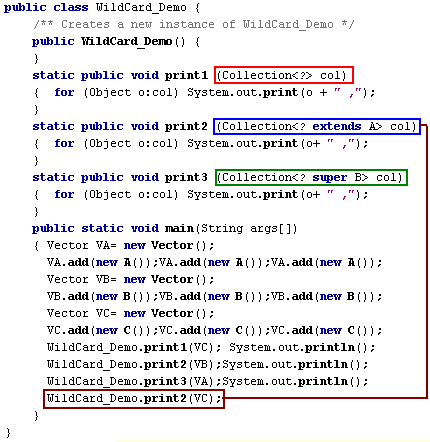 public class WildCard_Demo {
/** Creates a new instance of WildCard_Demo */
public WildCard_Demo() {
}
static public void print1 (Collection<?> col)
{ for (Object o:col) System.out.print(o + " ,");
}
static public void print2 (Collection<? extends A> col)
{ for (Object o:col) System.out.print(o+ " ,");
}
static public void print3 (Collection<? super B> col)
{ for (Object o:col) System.out.print(o+ " ,");
}
public static void main(String args[])
{ Vector VA= new Vector();
VA.add(new A());VA.add(new A());VA.add(new A());
Vector VB= new Vector();
VB.add(new B());VB.add(new B());VB.add(new B());
Vector VC= new Vector();
VC.add(new C());VC.add(new C());VC.add(new C());
WildCard_Demo.print1(VC); System.out.println();
WildCard_Demo.print2(VB);System.out.println();
WildCard_Demo.print3(VA);System.out.println();
WildCard_Demo.print2(VC);
}
}